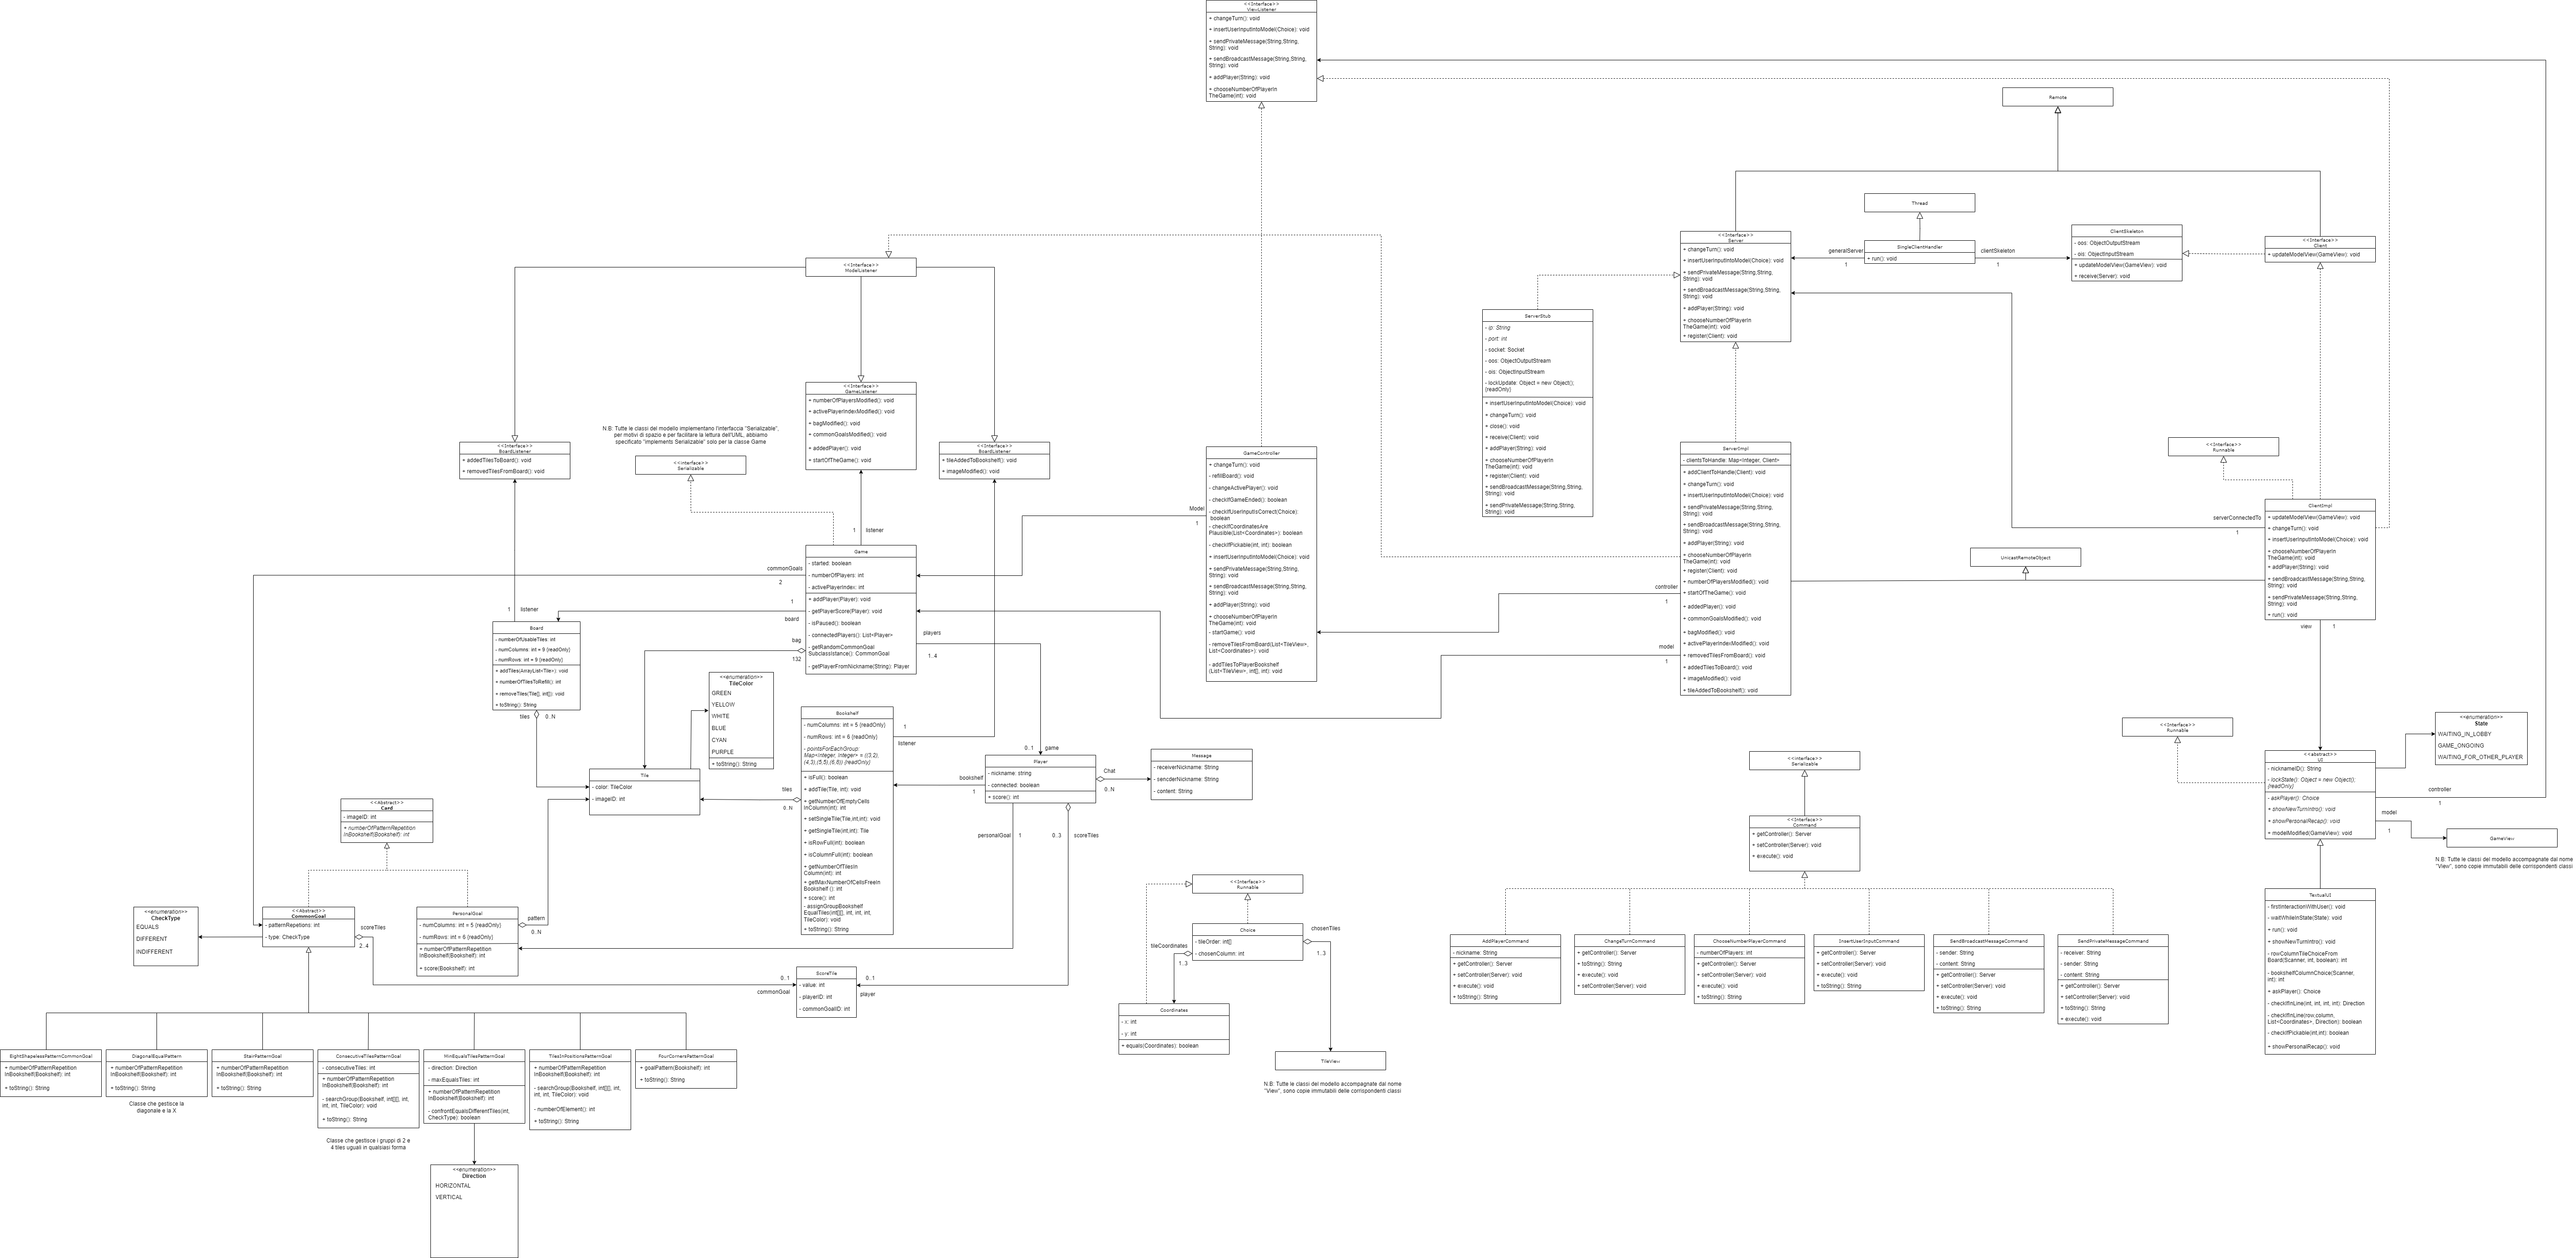 <<Interface>>
ViewListener
+ changeTurn(): void
+ insertUserInputIntoModel(Choice): void
+ sendPrivateMessage(String,String,
String): void
+ sendBroadcastMessage(String,String,
String): void
+ addPlayer(String): void
+ chooseNumberOfPlayerIn
TheGame(int): void
Remote
Thread
SingleClientHandler
+ run(): void
generalServer
1
clientSkeleton
1
ClientSkeleton
- oos: ObjectOutputStream
- ois: ObjectInputStream
+ updateModelView(GameView): void
+ receive(Server): void
<<Interface>>
Client
+ updateModelView(GameView): void
<<Interface>>
Server
+ changeTurn(): void
+ insertUserInputIntoModel(Choice): void
+ sendPrivateMessage(String,String,
String): void
+ sendBroadcastMessage(String,String,
String): void
+ addPlayer(String): void
+ chooseNumberOfPlayerIn
TheGame(int): void
+ register(Client): void
<<Interface>>
ModelListener
ServerStub
- ip: String
- port: int
- socket: Socket
- oos: ObjectOutputStream
- ois: ObjectInputStream
- lockUpdate: Object = new Object();
{readOnly}
+ insertUserInputIntoModel(Choice): void
+ changeTurn(): void
+ close(): void
+ receive(Client): void
+ addPlayer(String): void
+ chooseNumberOfPlayerIn
TheGame(int): void
+ register(Client): void
+ sendBroadcastMessage(String,String,
String): void
+ sendPrivateMessage(String,String,
String): void
<<Interface>>
GameListener
+ numberOfPlayersModified(): void
+ activePlayerIndexModified(): void
+ bagModified(): void
+ commonGoalsModified(): void
+ addedPlayer(): void
+ startOfTheGame(): void
<<Interface>>
BoardListener
+ addedTilesToBoard(): void
+ removedTilesFromBoard(): void
<<Interface>>
BoardListener
+ tileAddedToBookshelf(): void
+ imageModified(): void
N.B: Tutte le classi del modello implementano l'interfaccia "Serializable",
per motivi di spazio e per facilitare la lettura dell'UML, abbiamo
specificato "implements Serializable" solo per la classe Game
<<Interface>>
Serializable
GameController
+ changeTurn(): void
- refillBoard(): void
- changeActivePlayer(): void
- checkIfGameEnded(): boolean
- checkIfUserInputIsCorrect(Choice):
boolean
- checkIfCoordinatesAre
Plausible(List<Coordinates>): boolean
- checkIfPickable(int, int): boolean
+ insertUserInputIntoModel(Choice): void
+ sendPrivateMessage(String,String,
String): void
+ sendBroadcastMessage(String,String,
String): void
+ addPlayer(String): void
+ chooseNumberOfPlayerIn
TheGame(int): void
- startGame(): void
- removeTilesFromBoard(List<TileView>,
List<Coordinates>): void
- addTilesToPlayerBookshelf
(List<TileView>, int[], int): void
Model
1
ServerImpl
- clientsToHandle: Map<Integer, Client>
+ addClientToHandle(Client): void
+ changeTurn(): void
+ insertUserInputIntoModel(Choice): void
+ sendPrivateMessage(String,String,
String): void
+ sendBroadcastMessage(String,String,
String): void
+ addPlayer(String): void
+ chooseNumberOfPlayerIn
TheGame(int): void
+ register(Client): void
+ numberOfPlayersModified(): void
+ startOfTheGame(): void
+ addedPlayer(): void
+ commonGoalsModified(): void
+ bagModified(): void
+ activePlayerIndexModified(): void
+ removedTilesFromBoard(): void
+ addedTilesToBoard(): void
+ imageModified(): void
+ tileAddedToBookshelf(): void
controller
1
model
1
<<Interface>>
Runnable
ClientImpl
+ updateModelView(GameView): void
+ changeTurn(): void
+ insertUserInputIntoModel(Choice): void
+ chooseNumberOfPlayerIn
TheGame(int): void
+ addPlayer(String): void
+ sendBroadcastMessage(String,String,
String): void
+ sendPrivateMessage(String,String,
String): void
+ run(): void
serverConnectedTo
1
UnicastRemoteObject
view
1
1
listener
Game
- started: boolean
- numberOfPlayers: int
- activePlayerIndex: int
+ addPlayer(Player): void
- getPlayerScore(Player): void
- isPaused(): boolean
- connectedPlayers(): List<Player>
- getRandomCommonGoal
SubclassIstance(): CommonGoal
- getPlayerFromNickname(String): Player
commonGoals
2
1
board
bag
132
players
1..4
1
listener
Board
- numberOfUsableTiles: int
- numColumns: int = 9 {readOnly}
- numRows: int = 9 {readOnly}
+ addTiles(ArrayList<Tile>): void
+ numberOfTilesToRefill(): int
+ removeTiles(Tile[], int[]): void
+ toString(): String
tiles
0..N
<<enumeration>>
TileColor
GREEN
YELLOW
WHITE
BLUE
CYAN
PURPLE
+ toString(): String
Tile
- color: TileColor
- imageID: int
Bookshelf
- numColumns: int = 5 {readOnly}
- numRows: int = 6 {readOnly}
- pointsForEachGroup:
Map<Integer, Integer> = ((3,2),
(4,3),(5,5),(6,8)) {readOnly}
+ isFull(): boolean
+ addTile(Tile, int): void
+ getNumberOfEmptyCells
InColumn(int): int
+ setSingleTile(Tile,int,int): void
+ getSingleTile(int,int): Tile
+ isRowFull(int): boolean
+ isColumnFull(int): boolean
+ getNumberOfTilesIn
Column(int): int
+ getMaxNumberOfCellsFreeIn
Bookshelf (): int
+ score(): int
- assignGroupBookshelf
EqualTiles(int[][], int, int, int,
TileColor): void
+ toString(): String
1
listener
tiles
0..N
0..1
game
Player
- nickname: string
- connected: boolean
+ score(): int
bookshelf
1
Chat
0..N
Message
- receiverNickname: String
- sencderNickname: String
- content: String
personalGoal
1
0..3
scoreTiles
<<Interface>>
Runnable
<<enumeration>>
State
WAITING_IN_LOBBY
GAME_ONGOING
WAITING_FOR_OTHER_PLAYER
<<abstract>>
UI
- nicknameID(): String
- lockState(): Object = new Object();
{readOnly}
- askPlayer(): Choice
+ showNewTurnIntro(): void
+ showPersonalRecap(): void
+ modelModified(GameView): void
controller
1
model
1
GameView
N.B: Tutte le classi del modello accompagnate dal nome
"View", sono copie immutabili delle corrispondenti classi
TextualUI
- firstInteractionWithUser(): void
- waitWhileInState(State): void
+ run(): void
+ showNewTurnIntro(): void
- rowColumnTileChoiceFrom
Board(Scanner, int, boolean): int
- bookshelfColumnChoice(Scanner,
int): int
+ askPlayer(): Choice
- checkIfInLine(int, int, int, int): Direction
- checkIfInLine(row,column,
List<Coordinates>, Direction): boolean
- checkIfPickable(int,int): boolean
+ showPersonalRecap(): void
<<Interface>>
Serializable
<<Interface>>
Command
+ getController(): Server
+ setController(Server): void
+ execute(): void
AddPlayerCommand
- nickname: String
+ getController(): Server
+ setController(Server): void
+ execute(): void
+ toString(): String
ChangeTurnCommand
+ getController(): Server
+ toString(): String
+ execute(): void
+ setController(Server): void
ChooseNumberPlayerCommand
- numberOfPlayers: int
+ getController(): Server
+ setController(Server): void
+ execute(): void
+ toString(): String
InsertUserInputCommand
+ getController(): Server
+ setController(Server): void
+ execute(): void
+ toString(): String
SendBroadcastMessageCommand
- sender: String
- content: String
+ getController(): Server
+ setController(Server): void
+ execute(): void
+ toString(): String
SendPrivateMessageCommand
- receiver: String
- sender: String
- content: String
+ getController(): Server
+ setController(Server): void
+ toString(): String
+ execute(): void
<<Abstract>>
Card
- imageID: int
+ numberOfPatternRepetition
InBookshelf(Bookshelf): int
<<enumeration>>
CheckType
EQUALS
DIFFERENT
INDIFFERENT
<<Abstract>>
CommonGoal
- patternRepetions: int
- type: CheckType
scoreTiles
2..4
PersonalGoal
- numColumns: int = 5 {readOnly}
- numRows: int = 6 {readOnly}
+ numberOfPatternRepetition
InBookshelf(Bookshelf): int
+ score(Bookshelf): int
pattern
0..N
ScoreTile
- value: int
- playerID: int
- commonGoalID: int
0..1
commonGoal
0..1
player
<<Interface>>
Runnable
Choice
- tileOrder: int[]
- chosenColumn: int
tileCoordinates
1..3
chosenTiles
1..3
Coordinates
- x: int
- y: int
+ equals(Coordinates): boolean
TileView
N.B: Tutte le classi del modello accompagnate dal nome
"View", sono copie immutabili delle corrispondenti classi
EightShapelessPatternCommonGoal
+ numberOfPatternRepetition
InBookshelf(Bookshelf): int
+ toString(): String
DiagonalEqualPattern
+ numberOfPatternRepetition
InBookshelf(Bookshelf): int
+ toString(): String
Classe che gestisce la
diagonale e la X
StairPatternGoal
+ numberOfPatternRepetition
InBookshelf(Bookshelf): int
+ toString(): String
ConsecutiveTilesPatternGoal
- consecutiveTiles: int
+ numberOfPatternRepetition
InBookshelf(Bookshelf): int
- searchGroup(Bookshelf, int[][], int,
int, int, TileColor): void
+ toString(): String
Classe che gestisce i gruppi di 2 e
4 tiles uguali in qualsiasi forma
MinEqualsTilesPatternGoal
- direction: Direction
- maxEqualsTiles: int
+ numberOfPatternRepetition
InBookshelf(Bookshelf): int
- confrontEqualsDifferentTiles(int,
CheckType): boolean
TilesInPositionsPatternGoal
+ numberOfPatternRepetition
InBookshelf(Bookshelf): int
- searchGroup(Bookshelf, int[][], int,
int, int, TileColor): void
- numberOfElement(): int
+ toString(): String
FourCornersPatternGoal
+ goalPattern(Bookshelf): int
+ toString(): String
<<enumeration>>
Direction
HORIZONTAL
VERTICAL